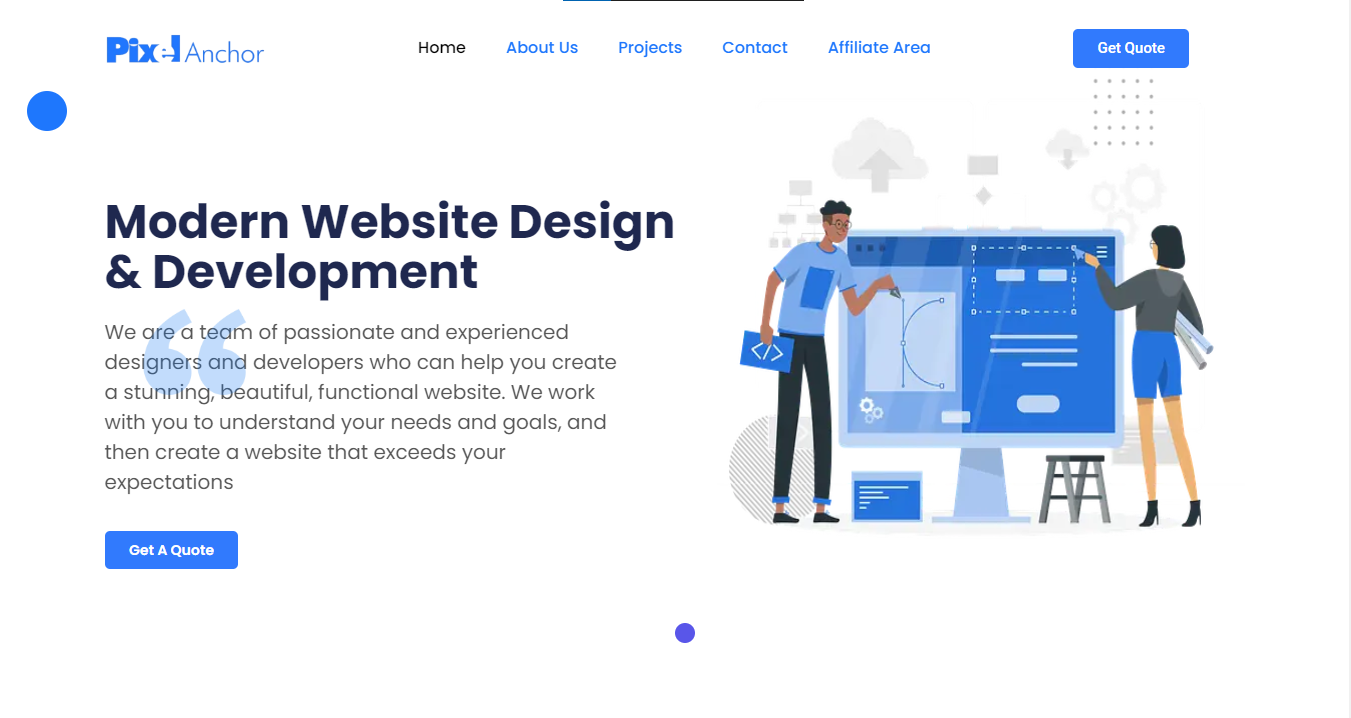 Pixel Anchor
Home About Us Projects Contact Affiliate Area
Get Quote
Modern Website Design
& Development
We are a team of passionate and experienced
designers and developers who can help you create
a stunning, beautiful, functional website. We work
with you to understand your needs and goals, and
then create a website that exceeds your
expectations
Get A Quote